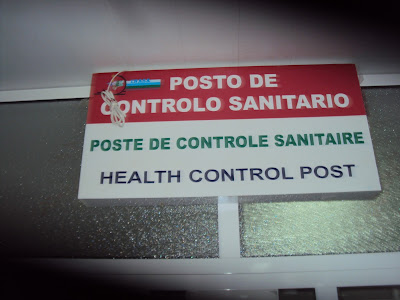 POSTO DE
CONTROLO SANITARIO
POSTE DE CONTROLE SANITAIRE
HEALTH CONTROL POST